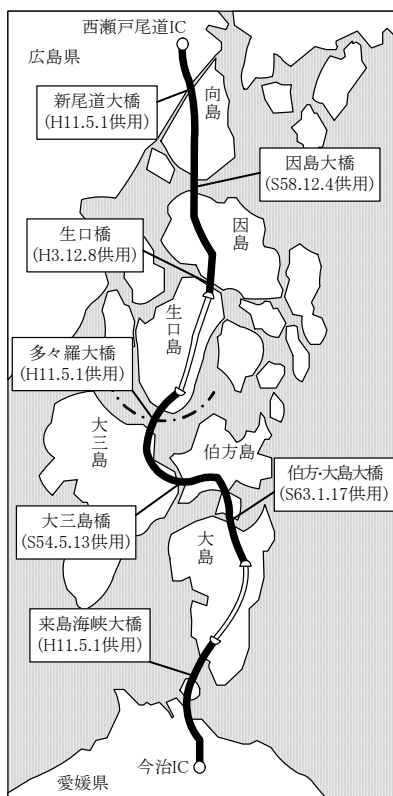 西瀬戸尾道IC
広島県
新尾道大橋
(H11.5.1供用)
向島
因島大橋
(S58.12.4供用)
因島
生口橋
(H3.12.8供用)
生口島
多々羅大橋
(H11.5.1供用)
大三島
伯方島
伯方・大島大橋
(S63.1.17供用)
大三島橋
(S54.5.13供用)
大島
来島海峡大橋
(H11.5.1供用)
今治IC
愛媛県